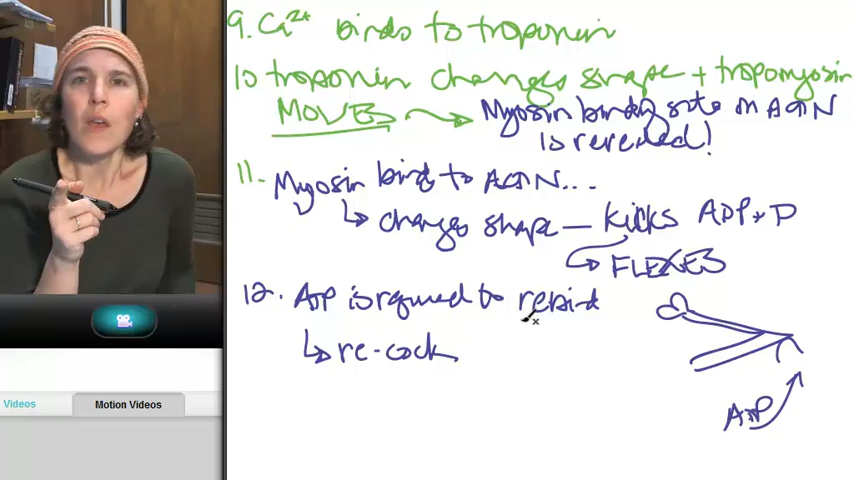 9. Ca²⁺ binds to troponin
10 troponin changes shape + tropomyosin
MOVES → Myosin binding site on ACTIN
is revealed!
11. Myosin bind to ACTIN...
↳ changes shape — kicks ADP + P
→ FLEXES
12. ATP is required to rebind
↳ re-cock
ATP
Videos
Motion Videos